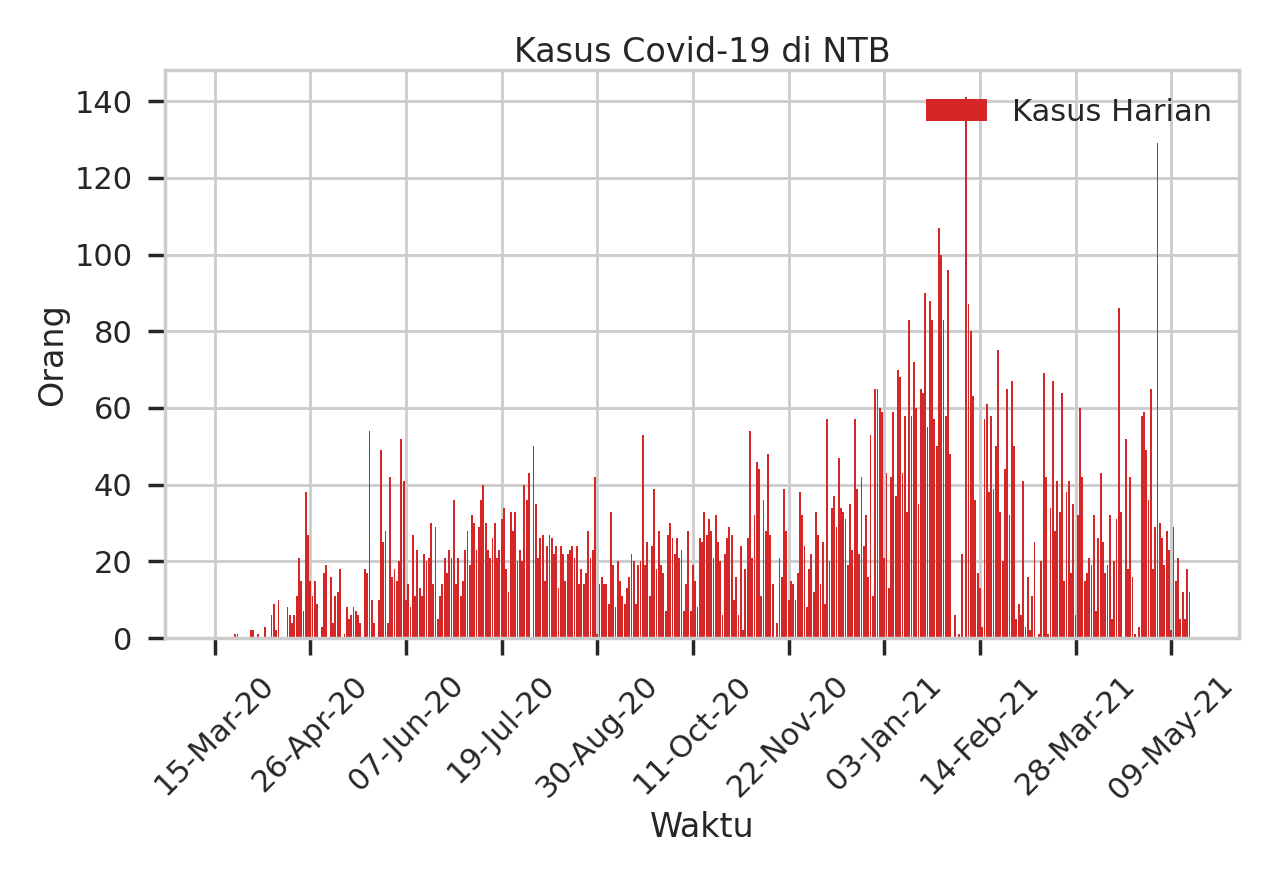 Kasus Covid-19 di NTB
Kasus Harian
140
120
100
80
60
40
20
0
Orang
15-Mar-20
26-Apr-20
07-Jun-20
19-Jul-20
30-Aug-20
11-Oct-20
22-Nov-20
03-Jan-21
14-Feb-21
28-Mar-21
09-May-21
Waktu